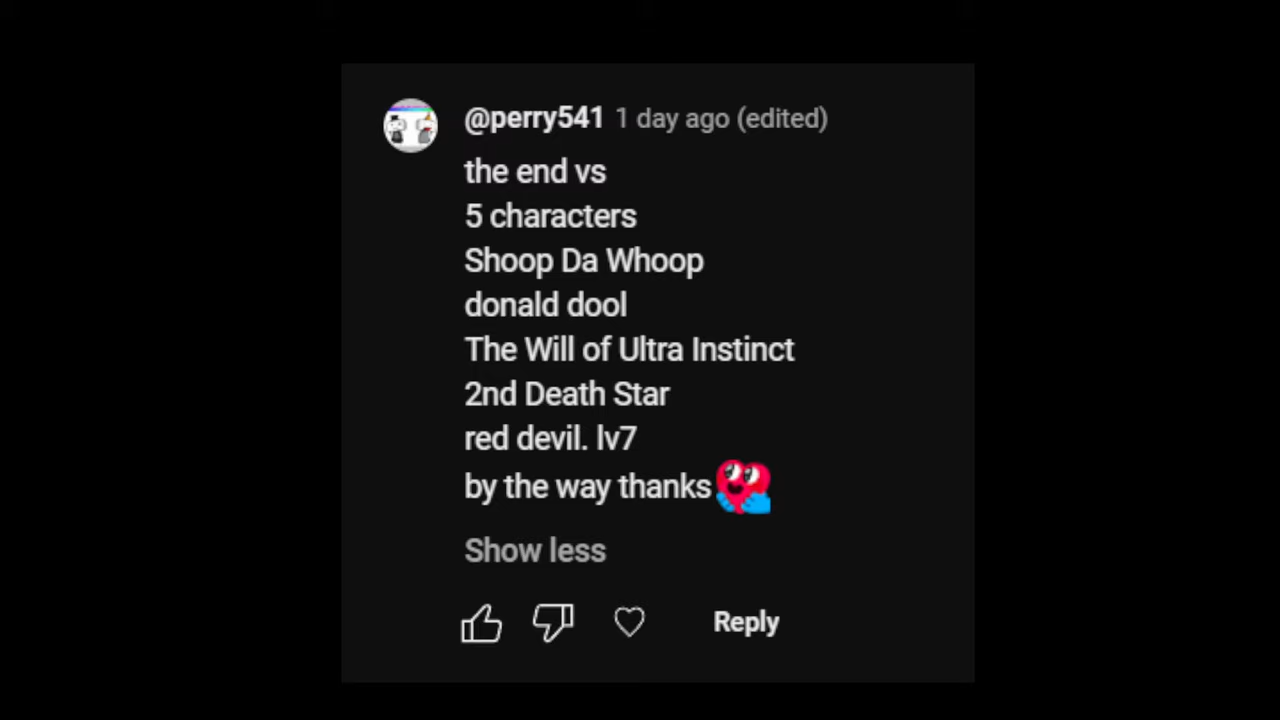 @perry541 1 day ago (edited)
the end vs
5 characters
Shoop Da Whoop
donald dool
The Will of Ultra Instinct
2nd Death Star
red devil. lv7
by the way thanks
Show less
Reply